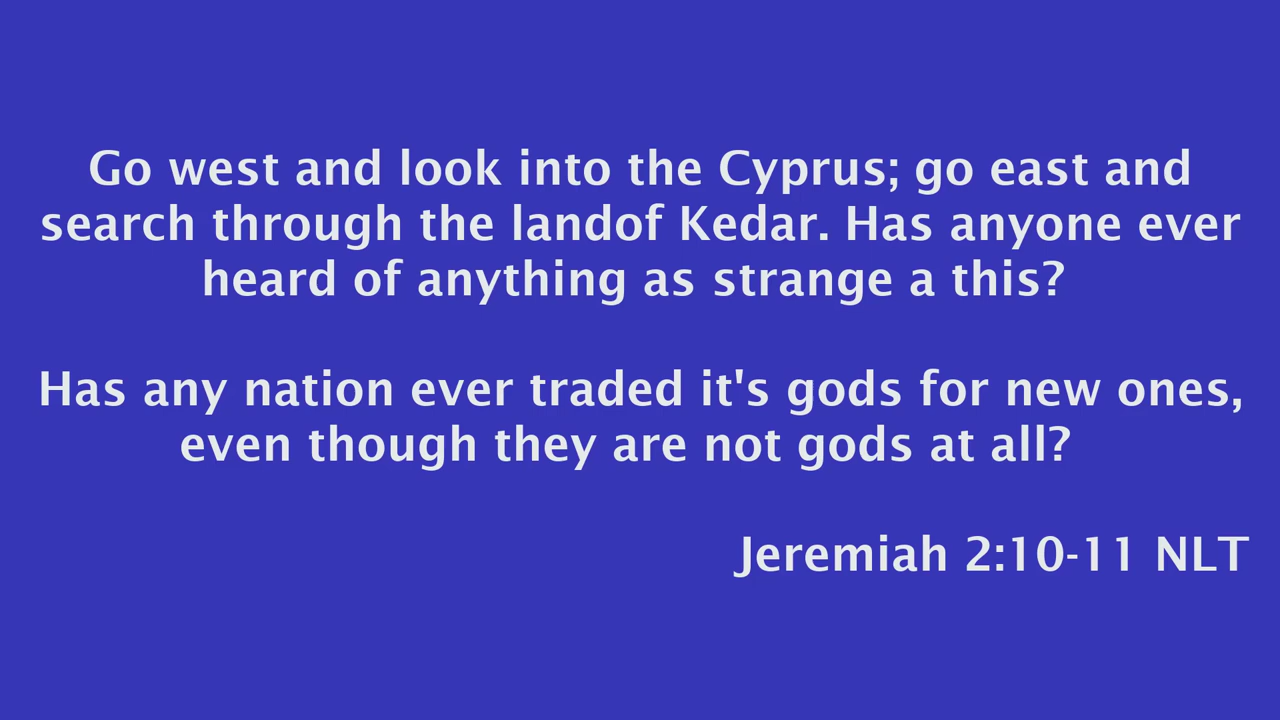 Go west and look into the Cyprus; go east and
search through the landof Kedar. Has anyone ever
heard of anything as strange a this?
Has any nation ever traded it's gods for new ones,
even though they are not gods at all?
Jeremiah 2:10-11 NLT